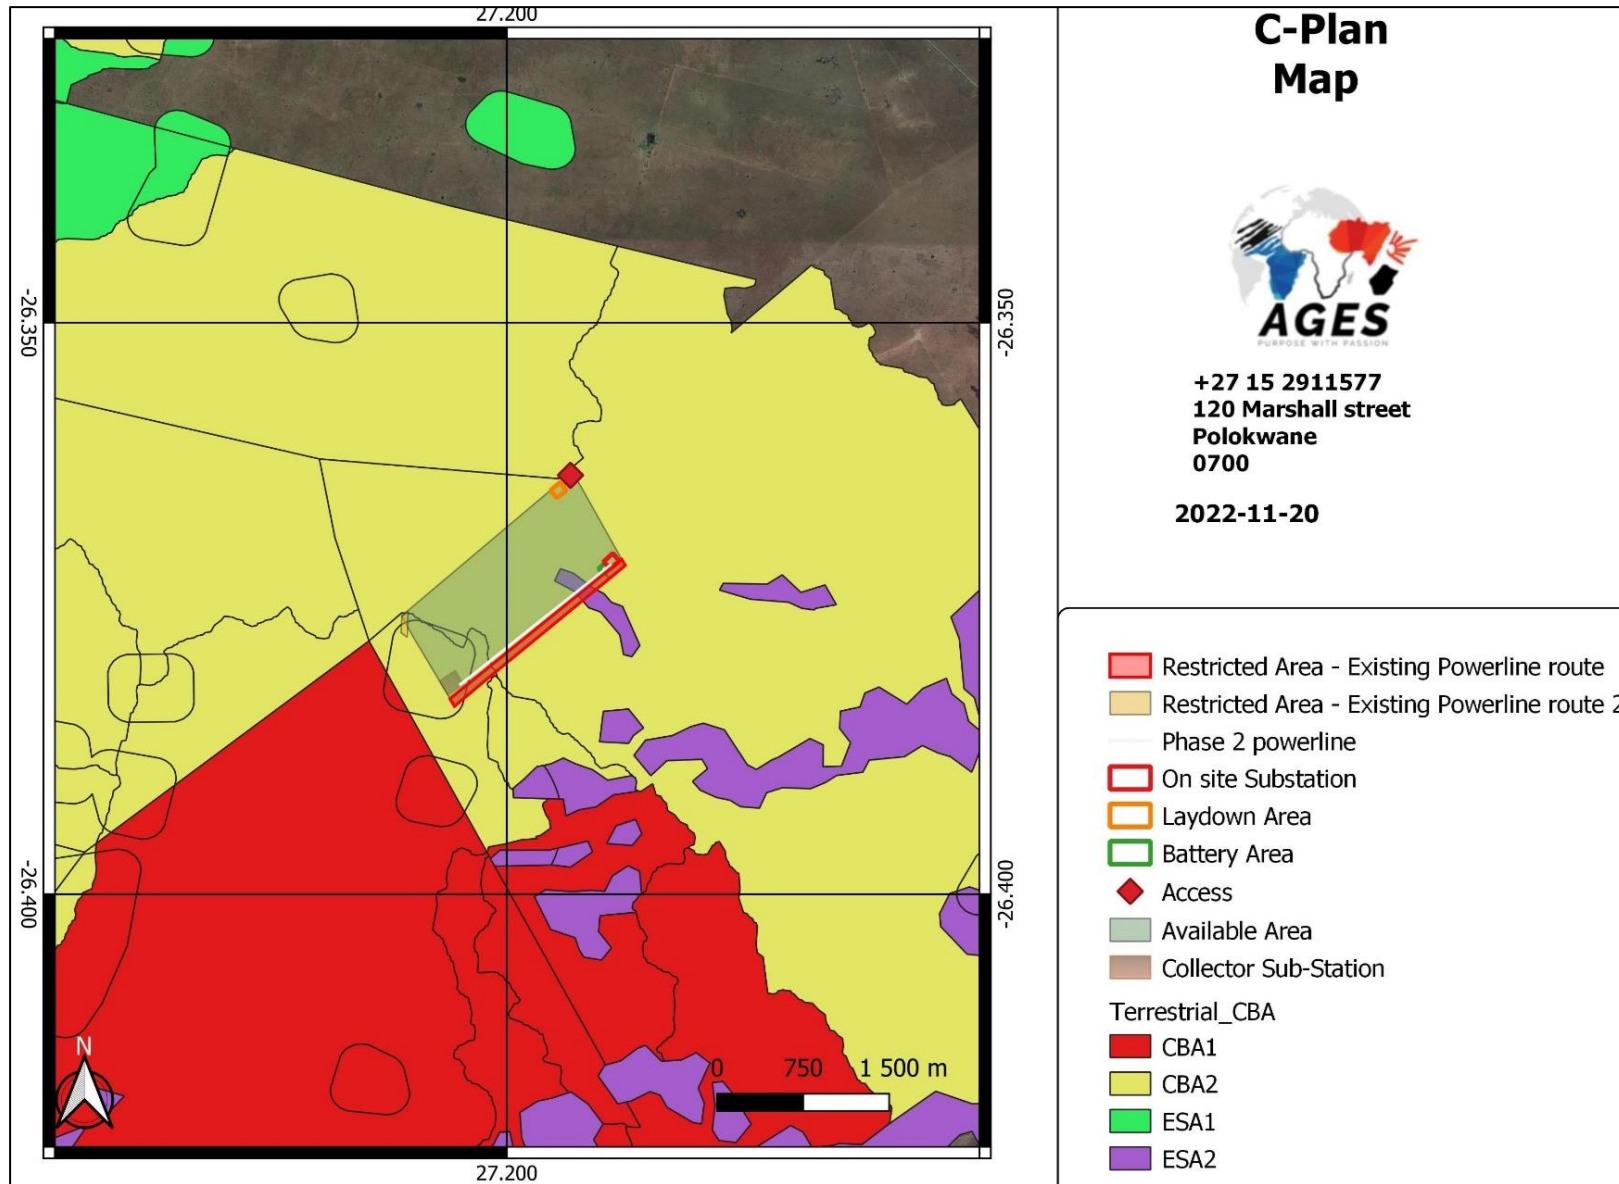 27.200
C-Plan
Map
-26.350
-26.350
AGES
PURPOSE WITH PASSION
+27 15 2911577
120 Marshall street
Polokwane
0700
2022-11-20
Restricted Area - Existing Powerline route
Restricted Area - Existing Powerline route 2
Phase 2 powerline
On site Substation
Laydown Area
Battery Area
Access
Available Area
Collector Sub-Station
Terrestrial_CBA
CBA1
CBA2
ESA1
ESA2
-26.400
-26.400
N
0 750 1 500 m
27.200